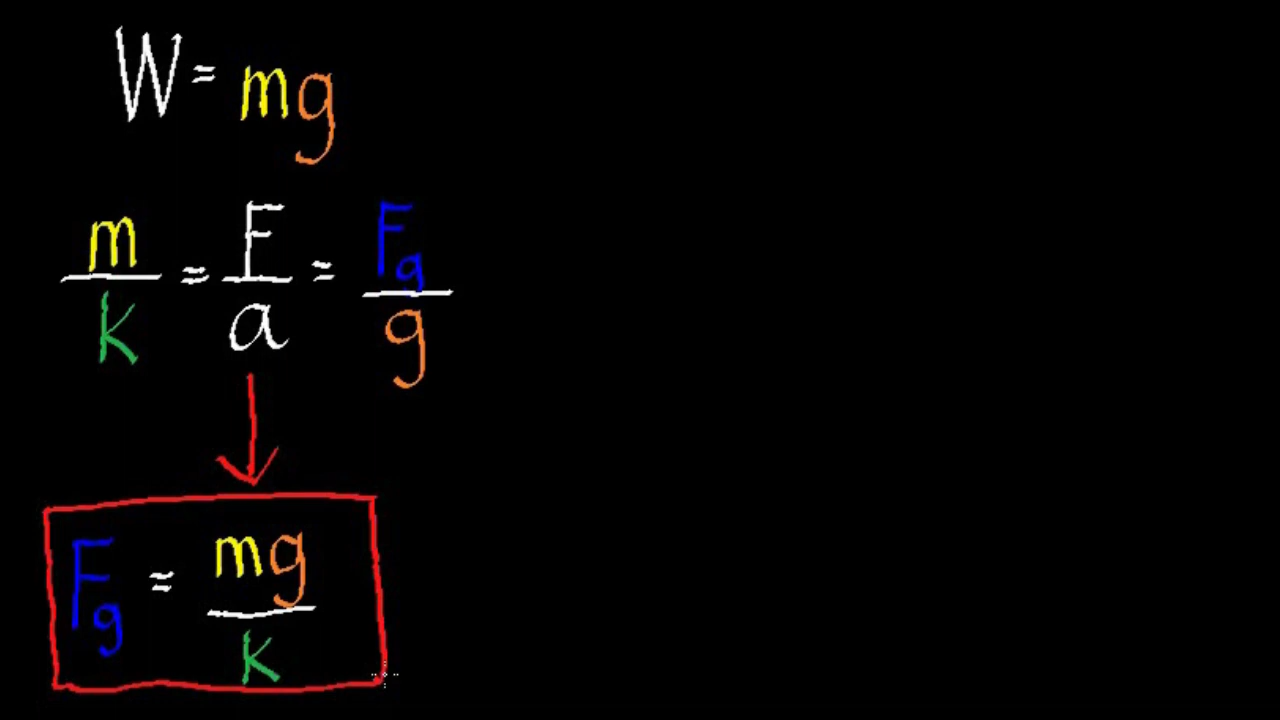 W = mg
m/k = F/a = Fg/g
Fg = mg/k